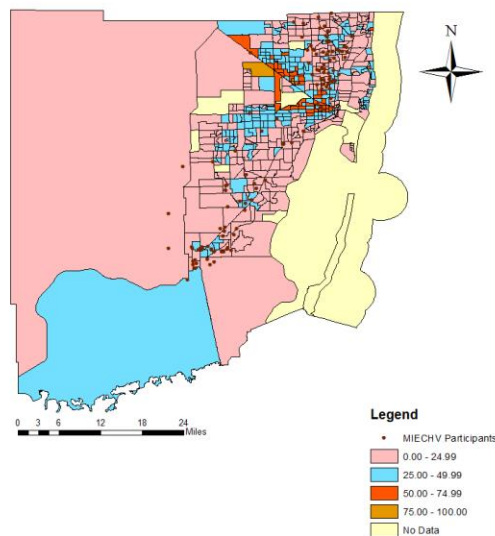 N
0 3 6 12 18 24
Miles
Legend
MIECHV Participants
0.00 - 24.99
25.00 - 49.99
50.00 - 74.99
75.00 - 100.00
No Data